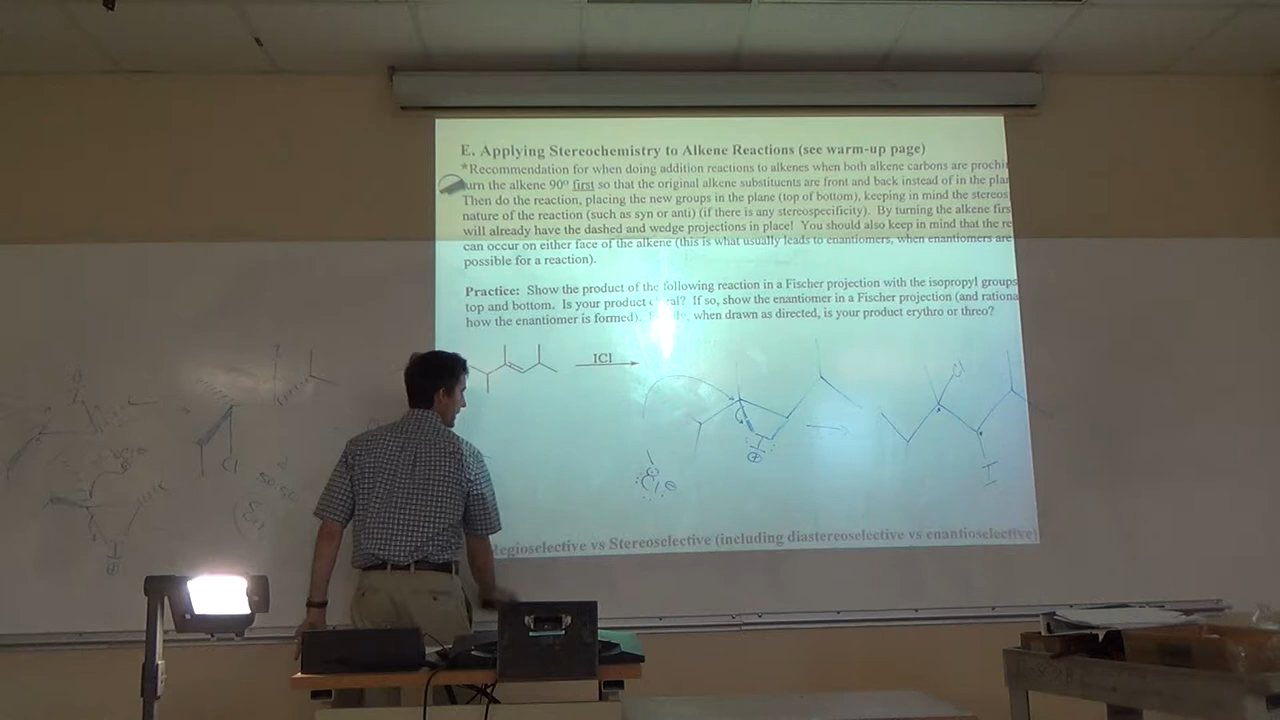 E. Applying Stereochemistry to Alkene Reactions (see warm-up page)
*Recommendation for when doing addition reactions to alkenes when both alkene carbons are prochi
urn the alkene 90º first so that the original alkene substituents are front and back instead of in the plan
Then do the reaction, placing the new groups in the plane (top of bottom), keeping in mind the stereos
nature of the reaction (such as syn or anti) (if there is any stereospecificity). By turning the alkene firs
will already have the dashed and wedge projections in place! You should also keep in mind that the re
can occur on either face of the alkene (this is what usually leads to enantiomers, when enantiomers are
possible for a reaction).
Practice: Show the product of the following reaction in a Fischer projection with the isopropyl groups
top and bottom. Is your product c al? If so, show the enantiomer in a Fischer projection (and rationa
how the enantiomer is formed). when drawn as directed, is your product erythro or threo?
ICl
Cl
I
⊕
Cl
⊖
I
Cl
I
⊕
egioselective vs Stereoselective (including diastereoselective vs enantioselective)